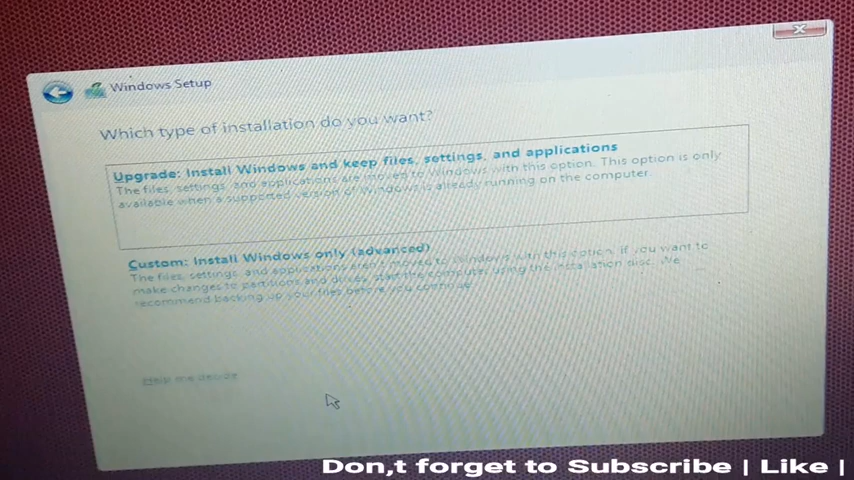 Windows Setup
Which type of installation do you want?
Upgrade: Install Windows and keep files, settings, and applications
The files, settings, and applications are moved to Windows with this option. This option is only
available when a supported version of Windows is already running on the computer.
Custom: Install Windows only (advanced)
The files, settings, and applications aren't moved to Windows with this option. If you want to
make changes to partitions and drives, start the computer using the installation disc. We
recommend backing up your files before you continue.
Help me decide
Don,t forget to Subscribe | Like |